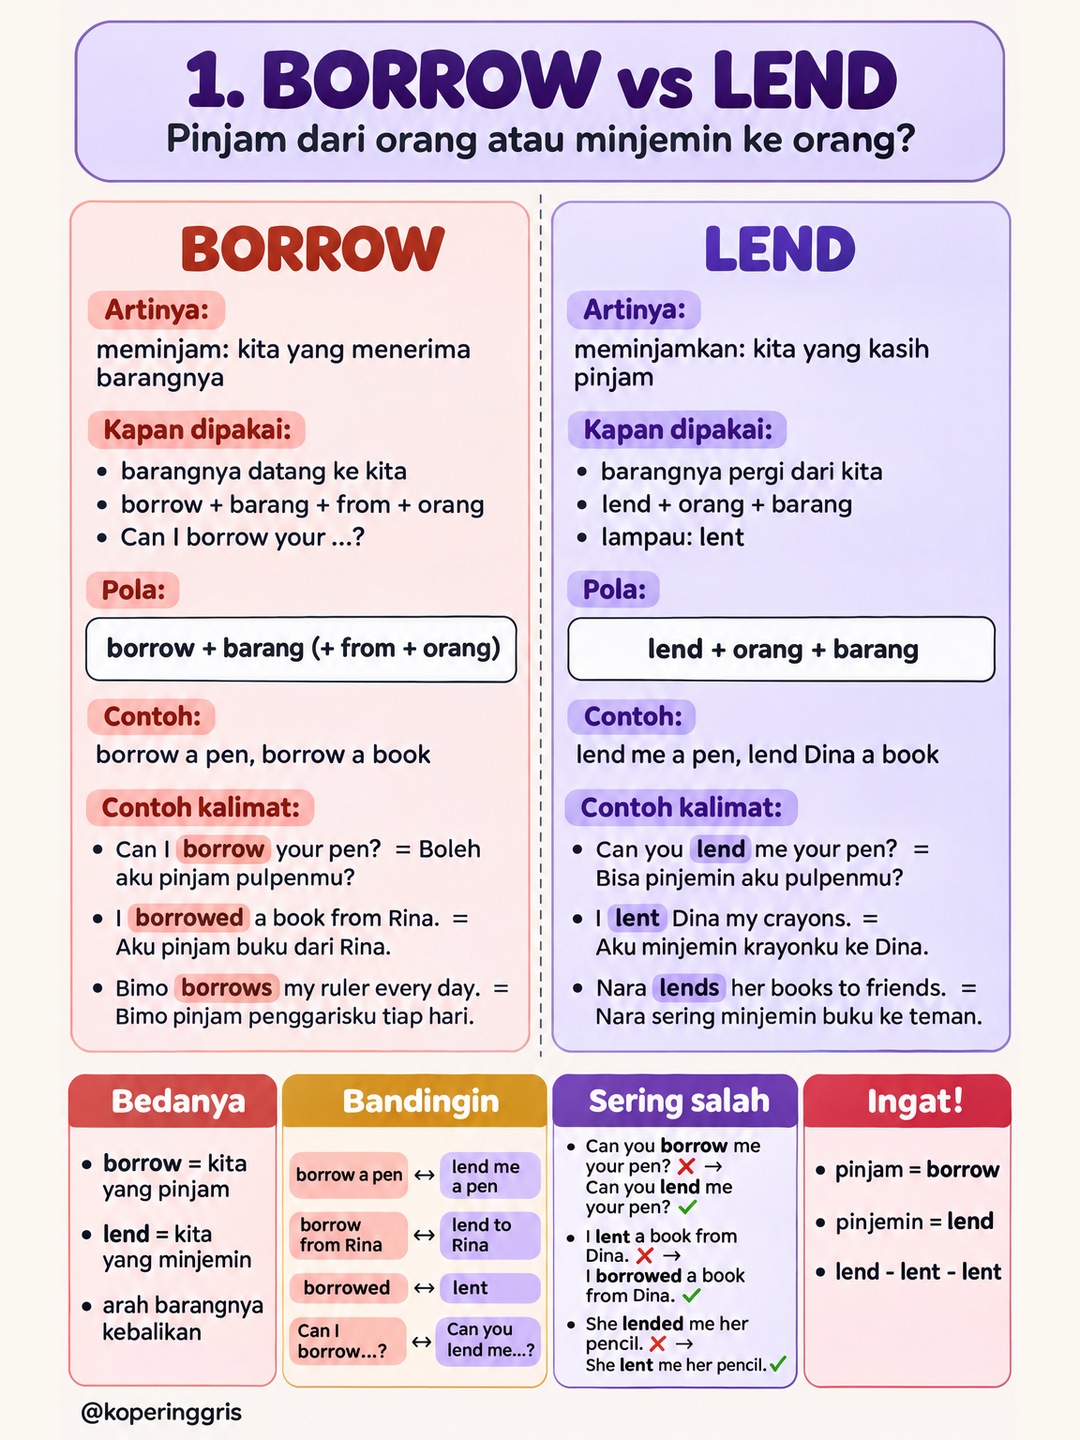 1. BORROW vs LEND
Pinjam dari orang atau minjemin ke orang?
BORROW
Artinya:
meminjam: kita yang menerima
barangnya
Kapan dipakai:
• barangnya datang ke kita
• borrow + barang + from + orang
• Can I borrow your ...?
Pola:
borrow + barang (+ from + orang)
Contoh:
borrow a pen, borrow a book
Contoh kalimat:
• Can I borrow your pen? = Boleh
aku pinjam pulpenmu?
• I borrowed a book from Rina. =
Aku pinjam buku dari Rina.
• Bimo borrows my ruler every day. =
Bimo pinjam penggarisku tiap hari.
LEND
Artinya:
meminjamkan: kita yang kasih
pinjam
Kapan dipakai:
• barangnya pergi dari kita
• lend + orang + barang
• lampau: lent
Pola:
lend + orang + barang
Contoh:
lend me a pen, lend Dina a book
Contoh kalimat:
• Can you lend me your pen? =
Bisa pinjemin aku pulpenmu?
• I lent Dina my crayons. =
Aku minjemin krayonku ke Dina.
• Nara lends her books to friends. =
Nara sering minjemin buku ke teman.
Bedanya
• borrow = kita
yang pinjam
• lend = kita
yang minjemin
• arah barangnya
kebalikan
Bandingin
borrow a pen ↔ lend me
a pen
borrow
from Rina ↔ lend to
Rina
borrowed ↔ lent
Can I
borrow...? ↔ Can you
lend me...?
Sering salah
• Can you borrow me
your pen? ❌ →
Can you lend me
your pen? ✓
• I lent a book from
Dina. ❌ →
I borrowed a book
from Dina. ✓
• She lended me her
pencil. ❌ →
She lent me her pencil. ✓
Ingat!
• pinjam = borrow
• pinjemin = lend
• lend - lent - lent
@koperinggris